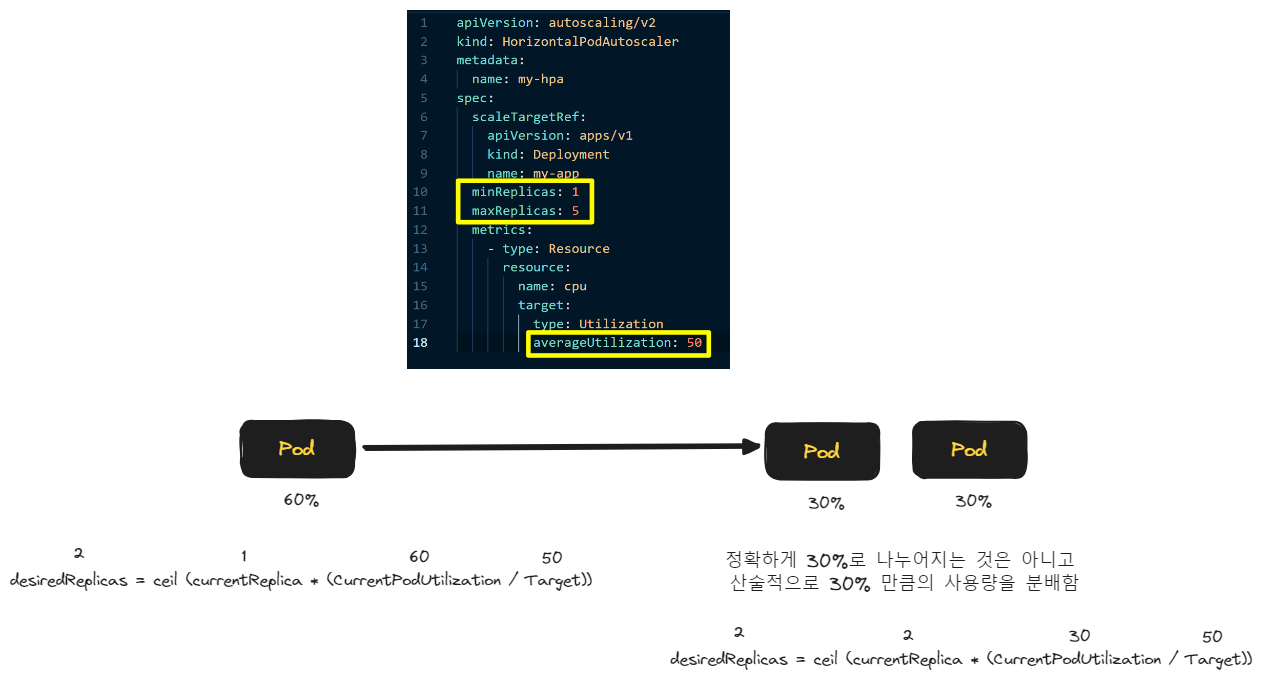 1 apiVersion: autoscaling/v2
2 kind: HorizontalPodAutoscaler
3 metadata:
4 name: my-hpa
5 spec:
6 scaleTargetRef:
7 apiVersion: apps/v1
8 kind: Deployment
9 name: my-app
10 minReplicas: 1
11 maxReplicas: 5
12 metrics:
13 - type: Resource
14 resource:
15 name: cpu
16 target:
17 type: Utilization
18 averageUtilization: 50
Pod
Pod
Pod
60%
30%
30%
2 1 60 50
desiredReplicas = ceil (currentReplica * (CurrentPodUtilization / Target))
정확하게 30%로 나누어지는 것은 아니고
산술적으로 30% 만큼의 사용량을 분배함
2 2 30 50
desiredReplicas = ceil (currentReplica * (CurrentPodUtilization / Target))